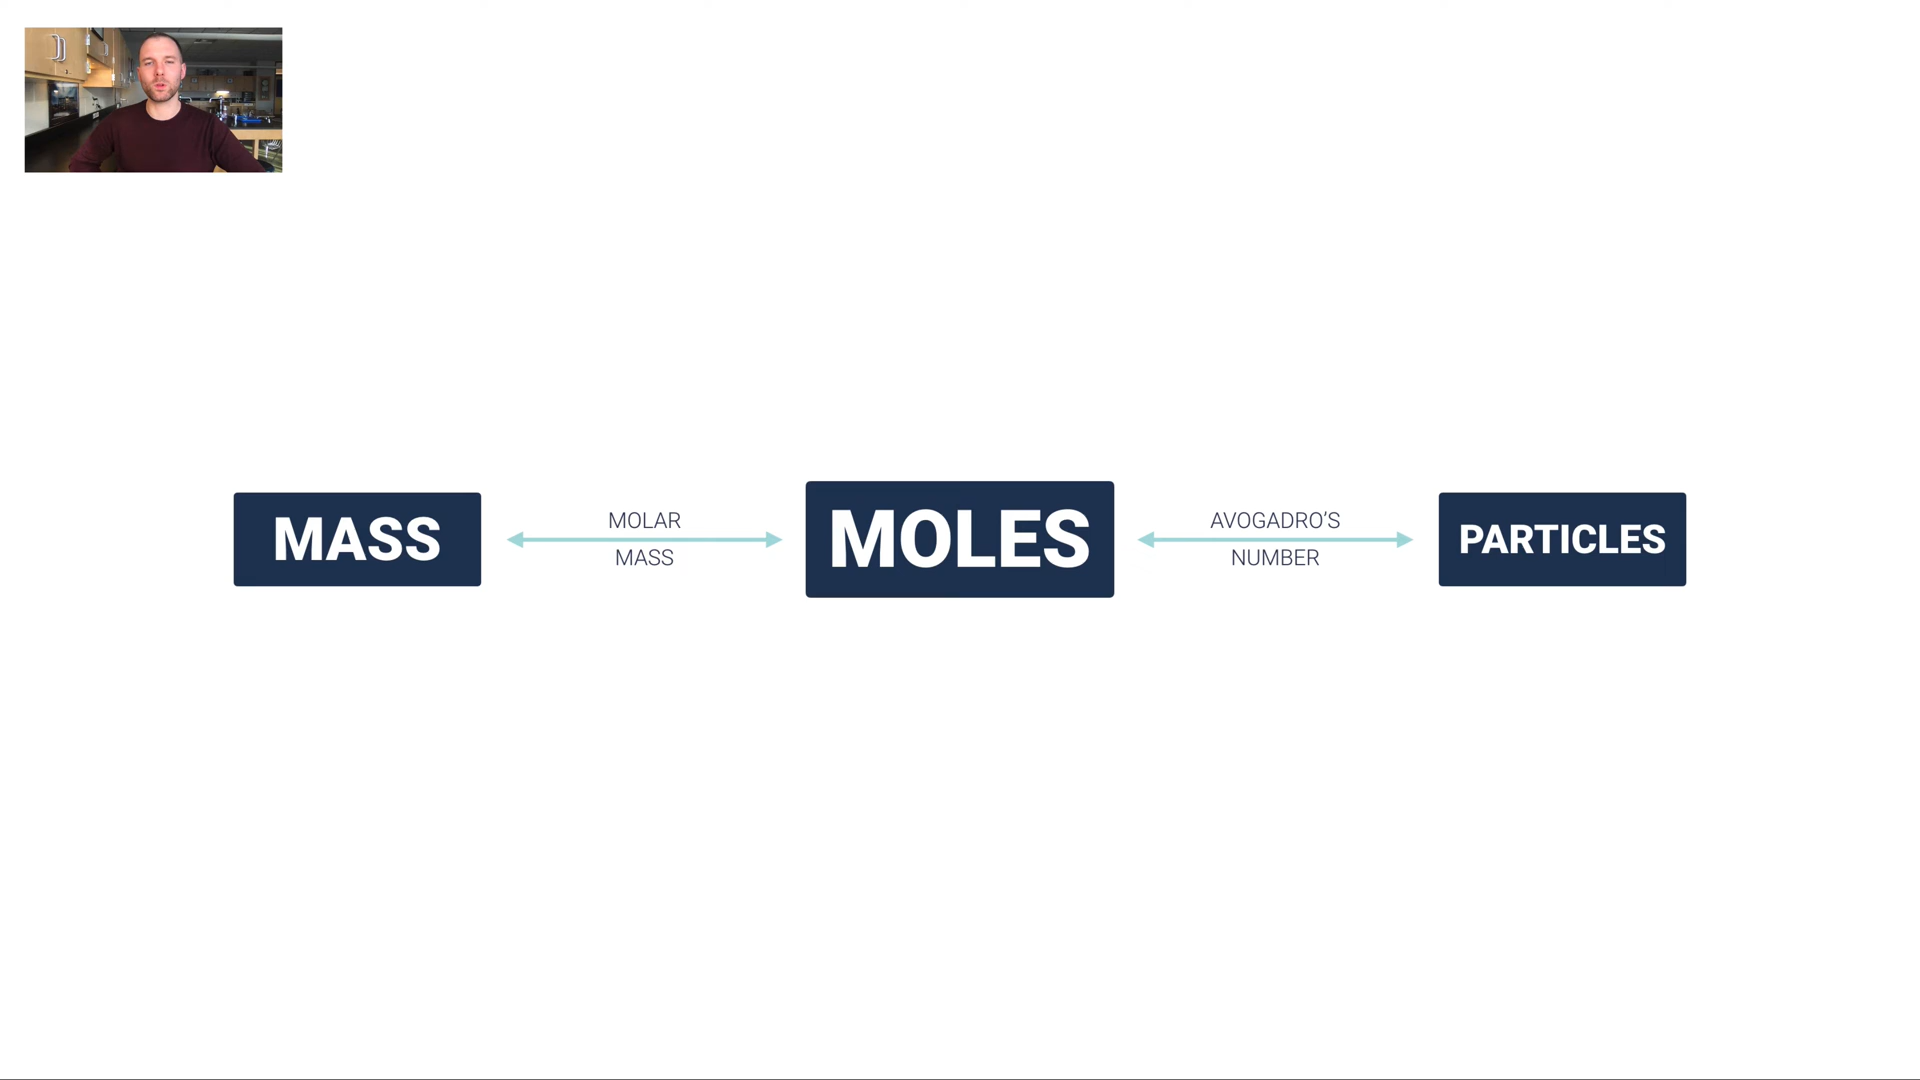 MASS
MOLAR
MASS
MOLES
AVOGADRO’S
NUMBER
PARTICLES